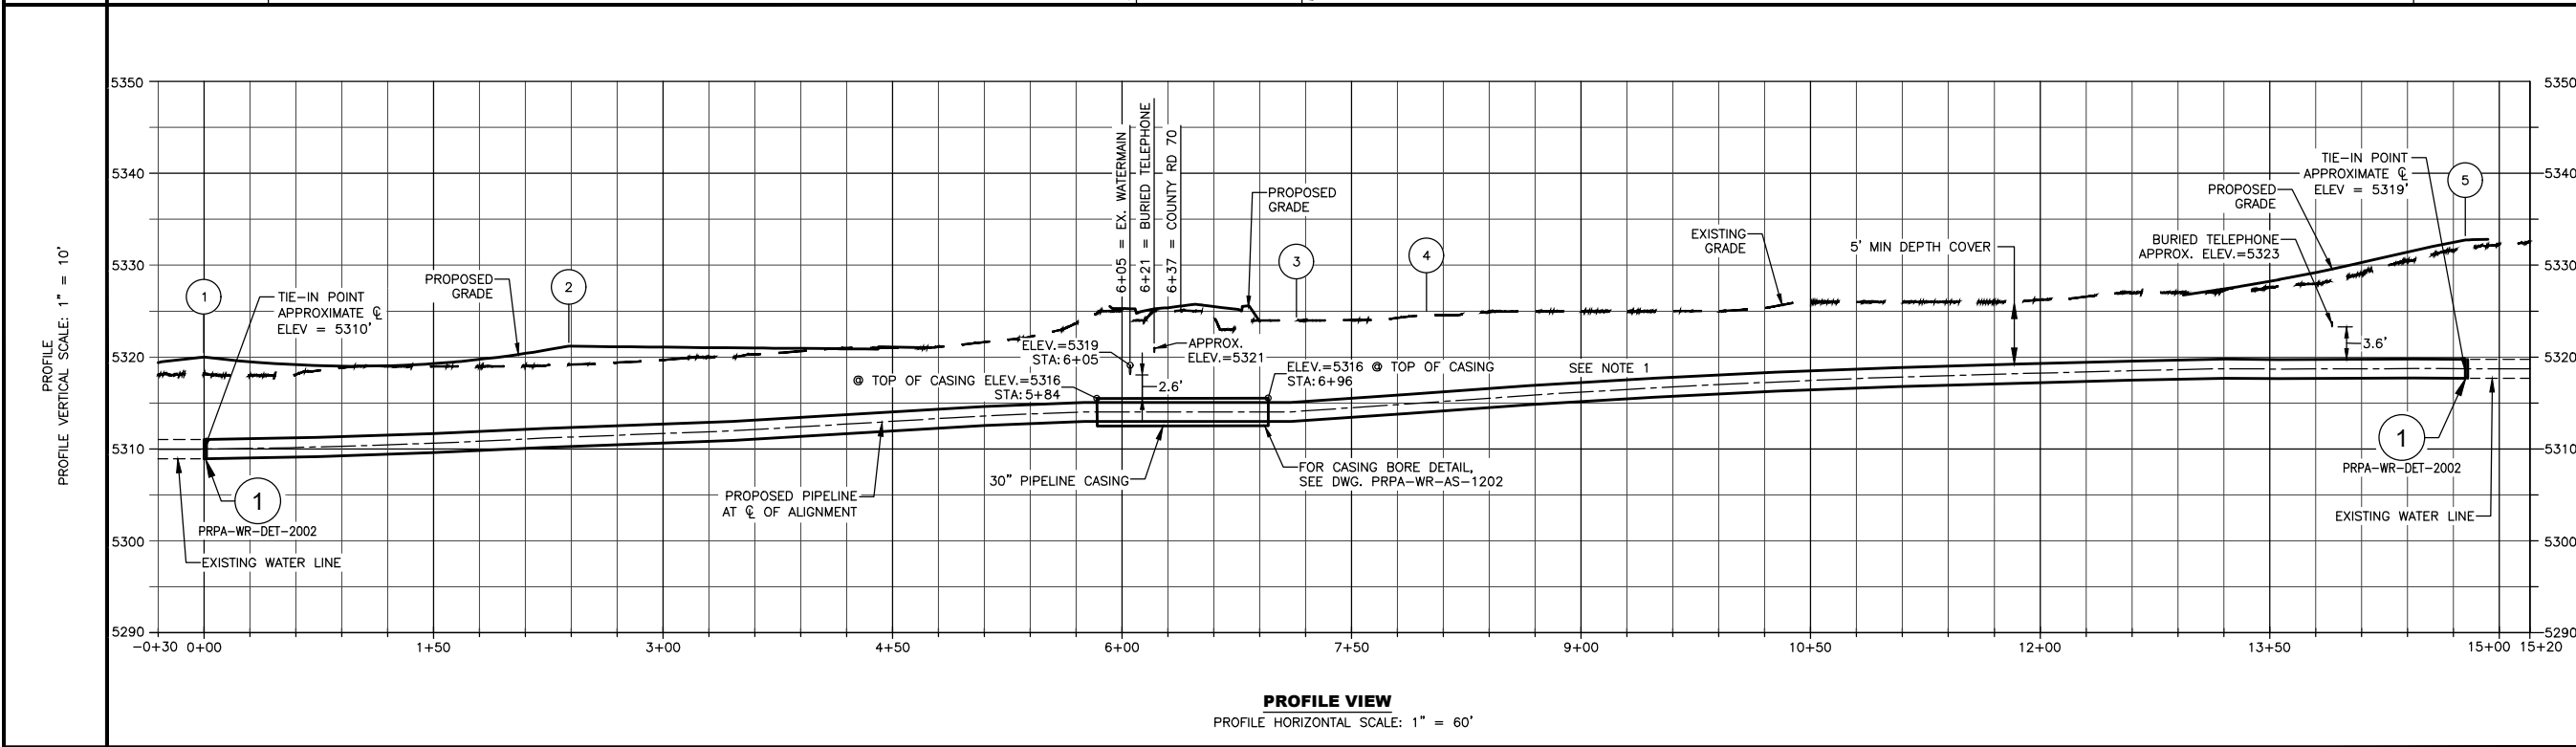 PROFILE
PROFILE VERTICAL SCALE: 1" = 10'
5350
5340
5330
5320
5310
5300
5290
5350
5340
5330
5320
5310
5300
5290
1
TIE-IN POINT
APPROXIMATE ℄
ELEV = 5310'
PROPOSED
GRADE
2
1
PRPA-WR-DET-2002
EXISTING WATER LINE
PROPOSED PIPELINE
AT ℄ OF ALIGNMENT
@ TOP OF CASING ELEV.=5316
STA:5+84
ELEV.=5319
STA:6+05
6+05 = EX. WATERMAIN
6+21 = BURIED TELEPHONE
6+37 = COUNTY RD 70
2.6'
APPROX.
ELEV.=5321
PROPOSED
GRADE
3
4
ELEV.=5316 @ TOP OF CASING
STA:6+96
30" PIPELINE CASING
FOR CASING BORE DETAIL,
SEE DWG. PRPA-WR-AS-1202
SEE NOTE 1
EXISTING
GRADE
5' MIN DEPTH COVER
TIE-IN POINT
APPROXIMATE ℄
ELEV = 5319'
PROPOSED
GRADE
BURIED TELEPHONE
APPROX. ELEV.=5323
5
3.6'
1
PRPA-WR-DET-2002
EXISTING WATER LINE
-0+30 0+00 1+50 3+00 4+50 6+00 7+50 9+00 10+50 12+00 13+50 15+00 15+20
PROFILE VIEW
PROFILE HORIZONTAL SCALE: 1" = 60'